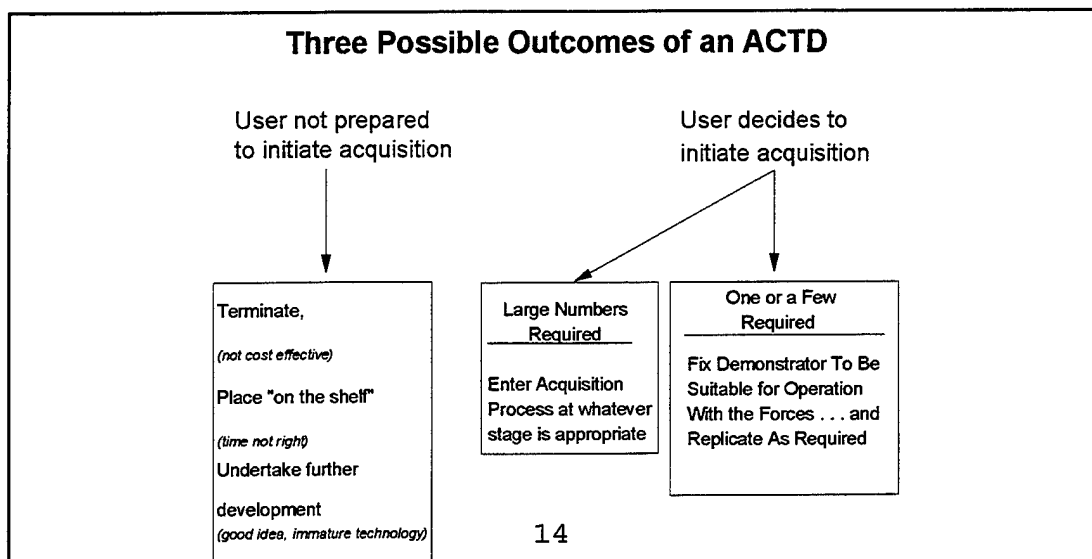 Three Possible Outcomes of an ACTD
User not prepared
to initiate acquisition
User decides to
initiate acquisition
Terminate,
(not cost effective)
Place "on the shelf"
(time not right)
Undertake further
development
(good idea, immature technology)
Large Numbers
Required
Enter Acquisition
Process at whatever
stage is appropriate
One or a Few
Required
Fix Demonstrator To Be
Suitable for Operation
With the Forces . . . and
Replicate As Required
14